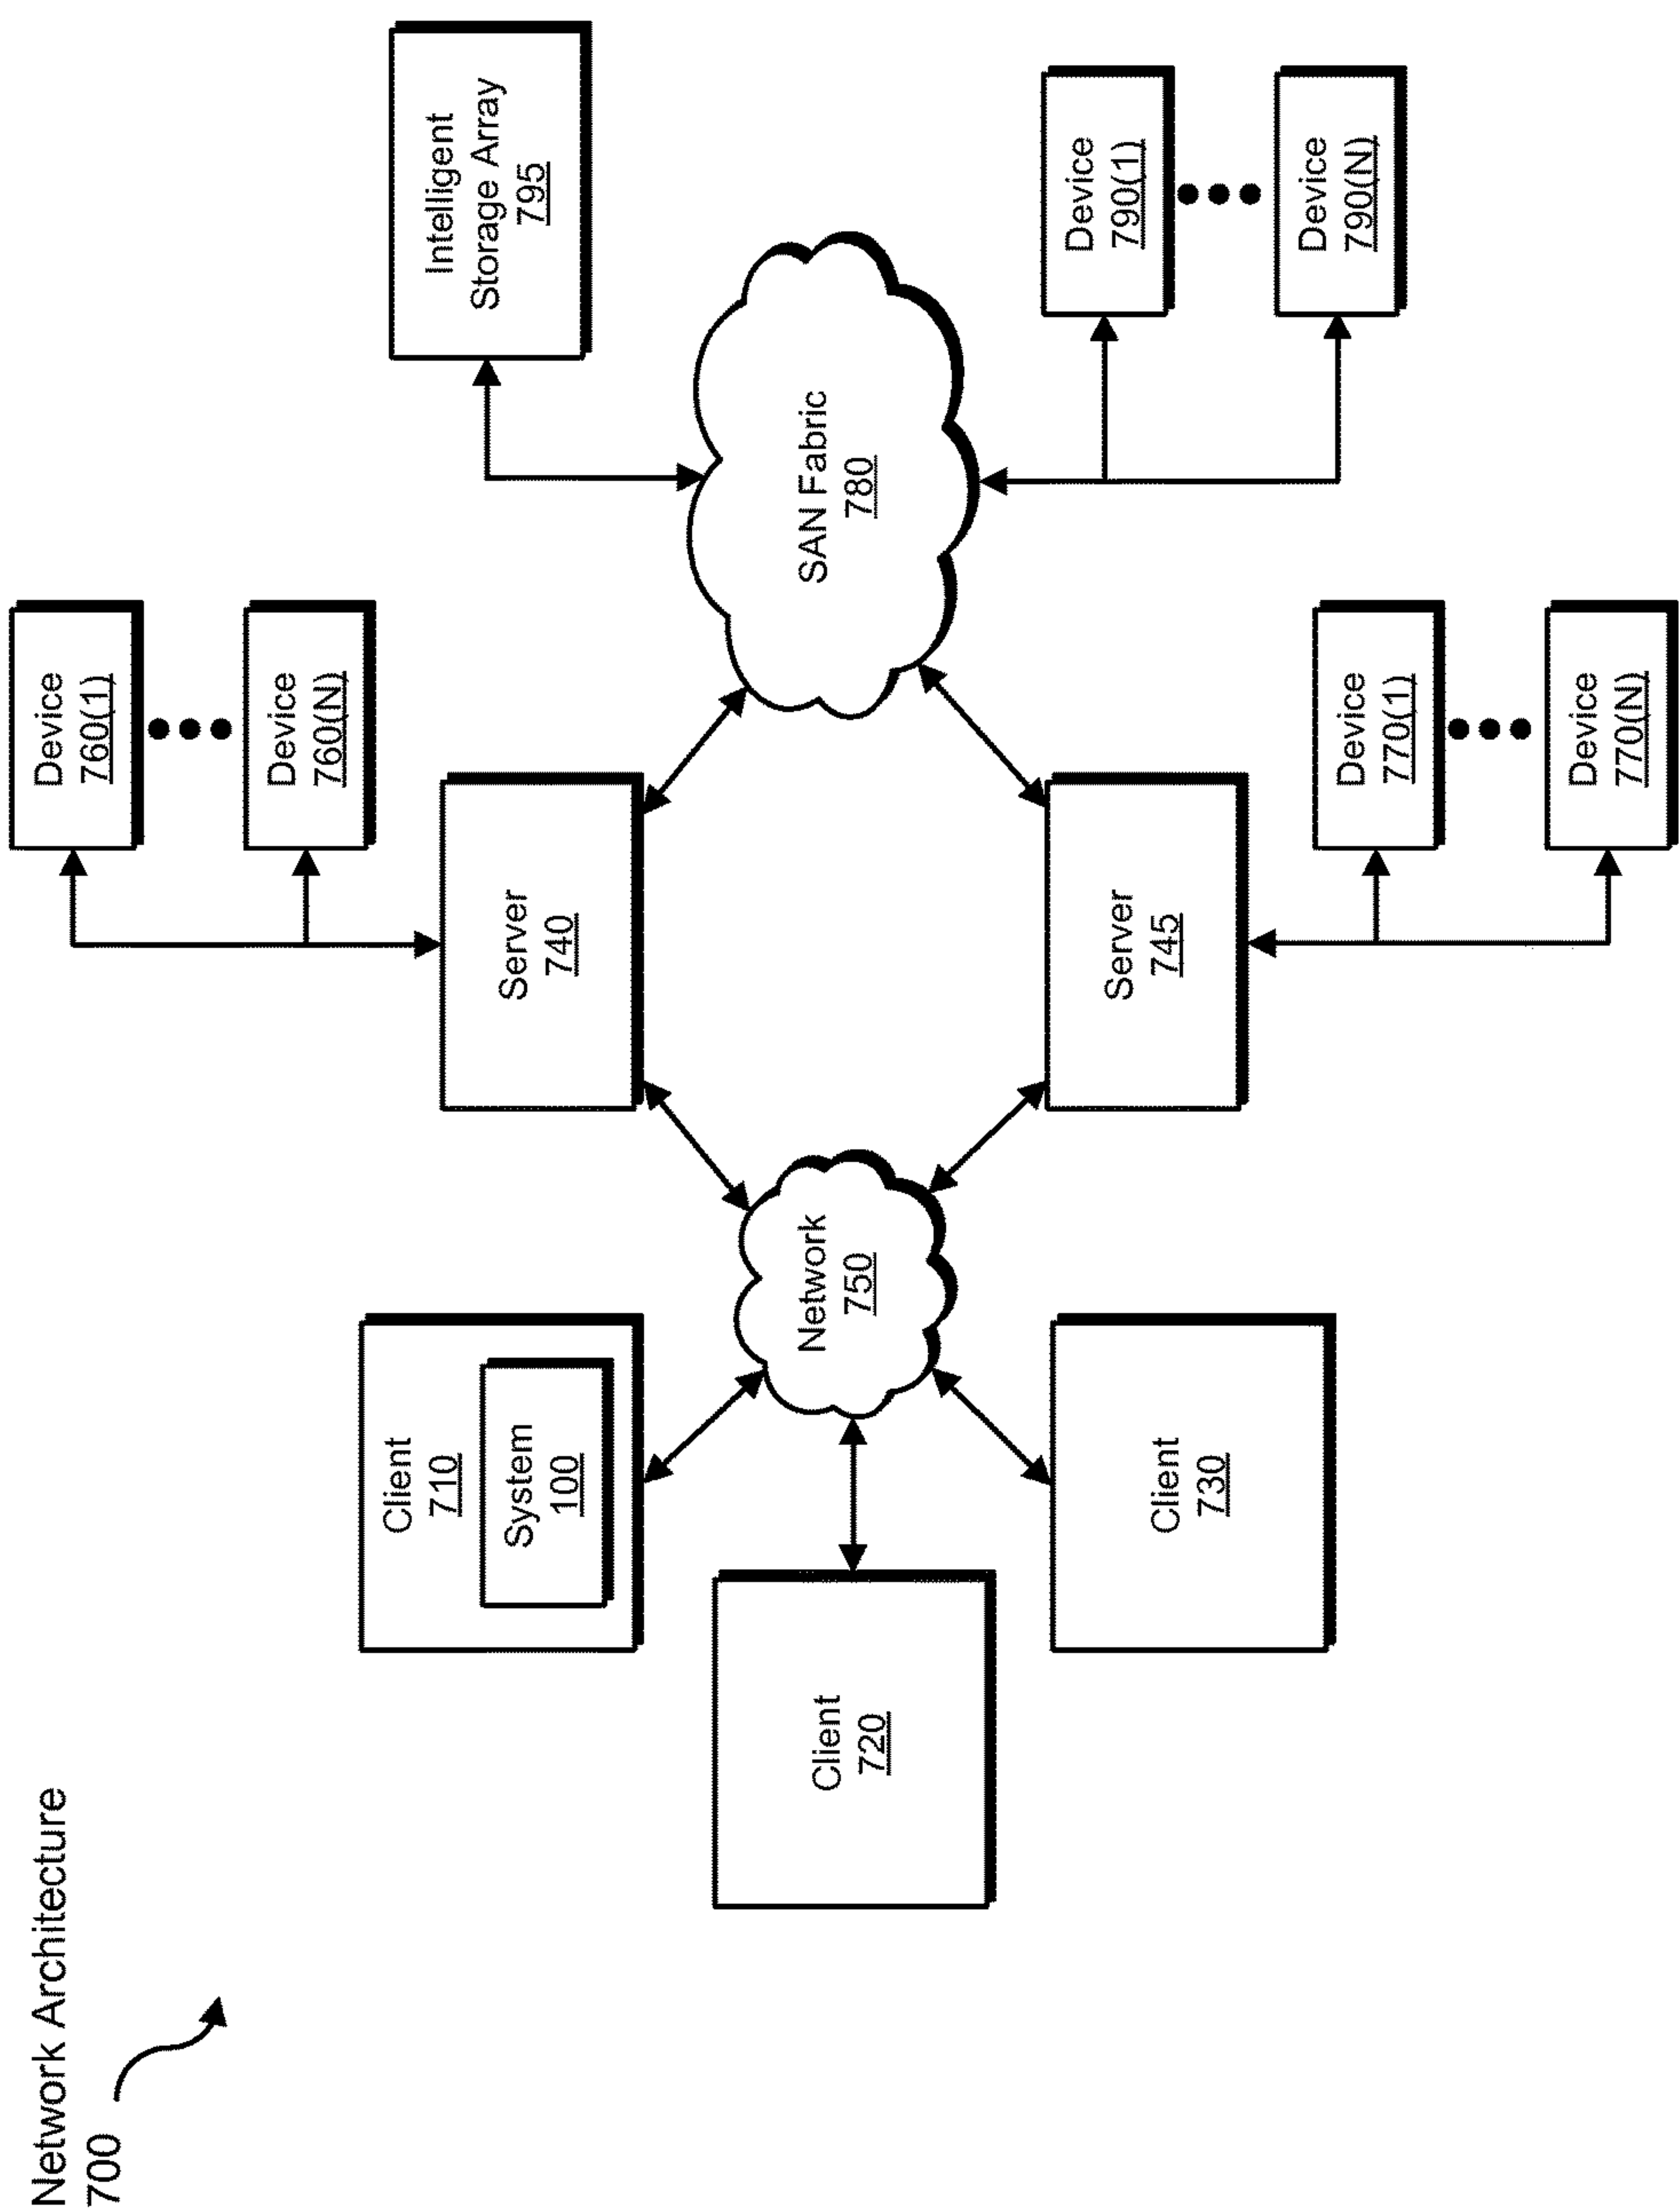 Network Architecture
700
Client
710
System
100
Client
720
Client
730
Network
750
Server
740
Server
745
Device
760(1)
Device
760(N)
Device
770(1)
Device
770(N)
SAN Fabric
780
Intelligent
Storage Array
795
Device
790(1)
Device
790(N)